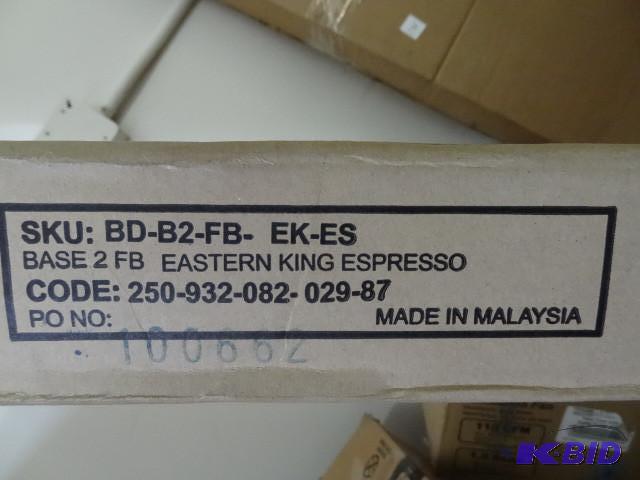 SKU: BD-B2-FB- EK-ES
BASE 2 FB EASTERN KING ESPRESSO
CODE: 250-932-082-029-87
PO NO: MADE IN MALAYSIA
100662
K-BID